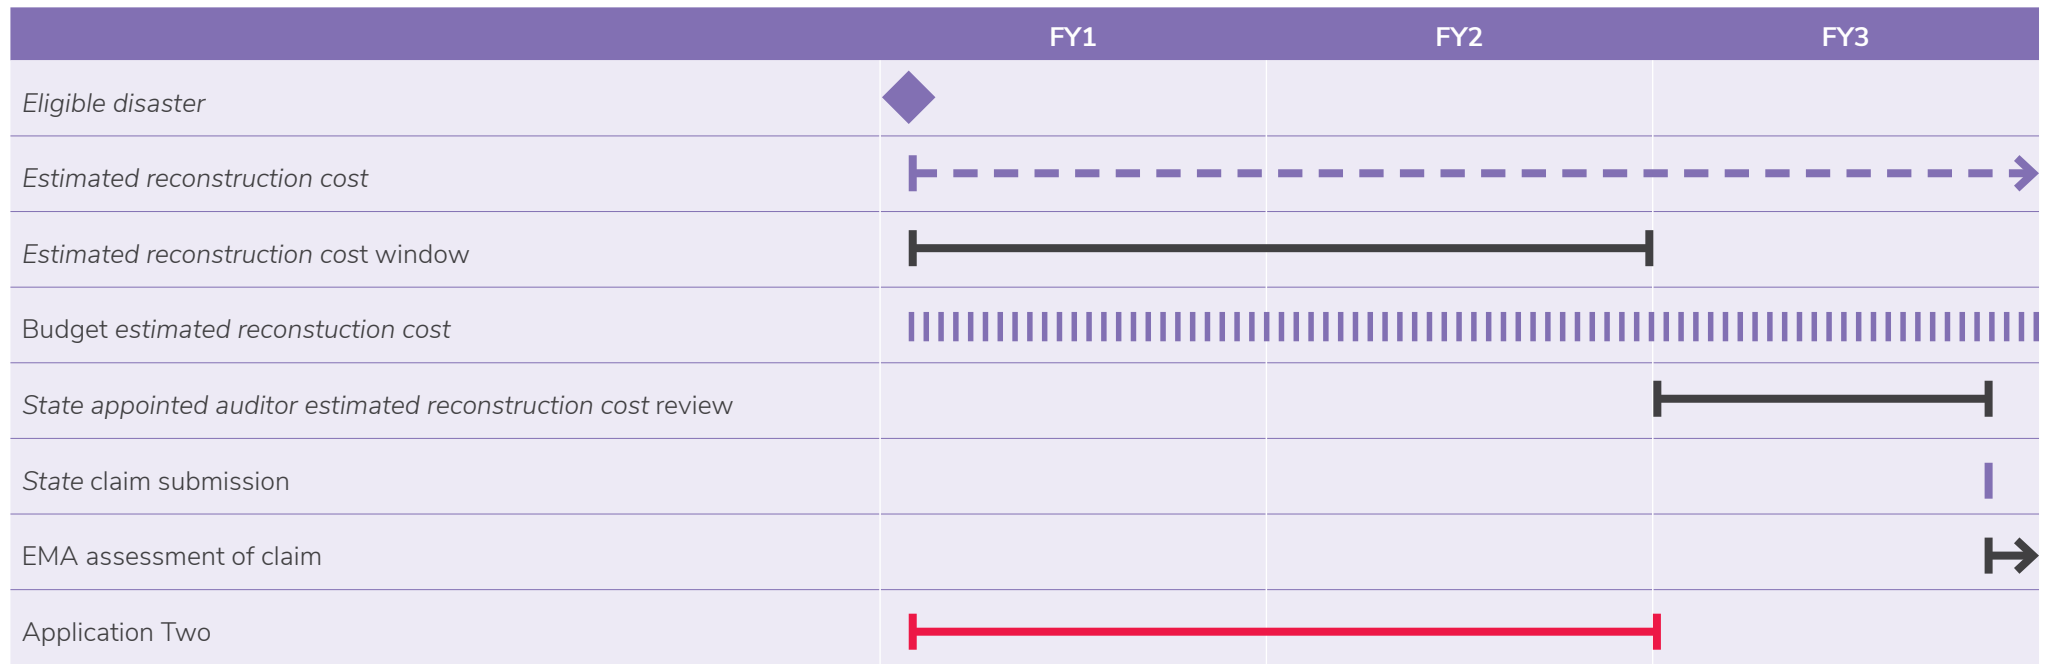 FY1 FY2 FY3
Eligible disaster
Estimated reconstruction cost
Estimated reconstruction cost window
Budget estimated reconstuction cost
State appointed auditor estimated reconstruction cost review
State claim submission
EMA assessment of claim
Application Two